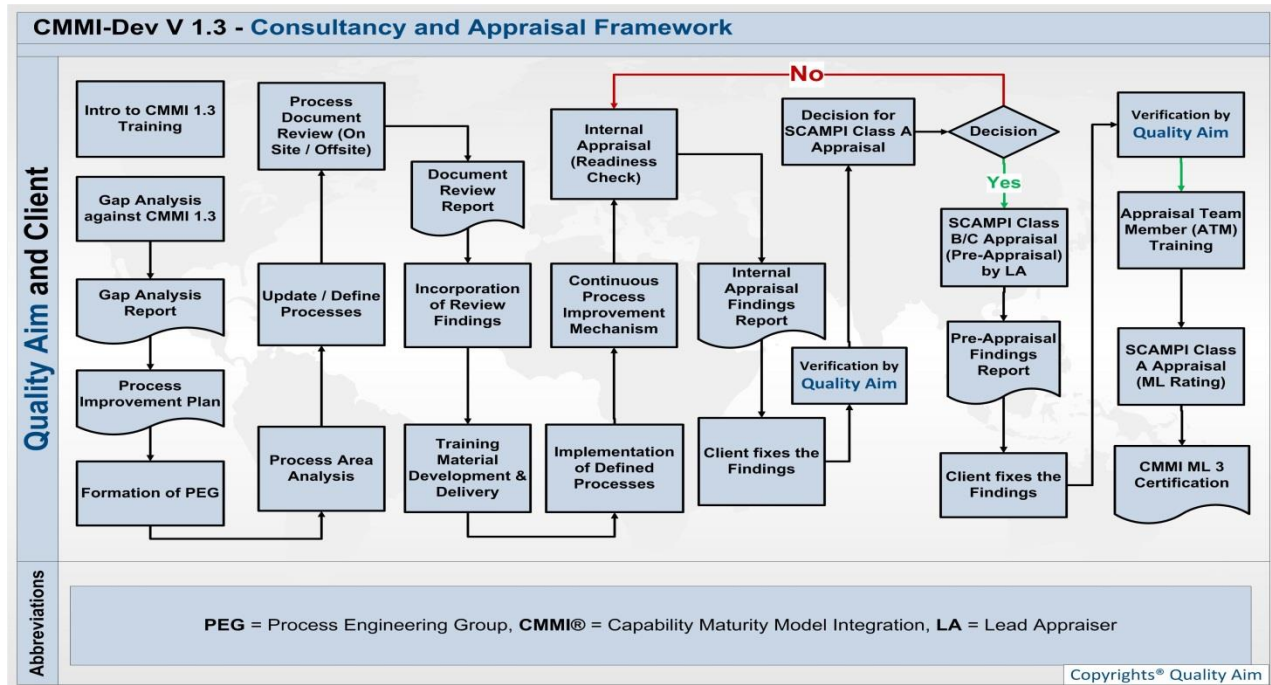 CMMI-Dev V 1.3 - Consultancy and Appraisal Framework
Quality Aim and Client
Intro to CMMI 1.3
Training
Gap Analysis
against CMMI 1.3
Gap Analysis
Report
Process
Improvement Plan
Formation of PEG
Process
Document
Review (On
Site / Offsite)
Update / Define
Processes
Process Area
Analysis
Document
Review
Report
Incorporation
of Review
Findings
Training
Material
Development &
Delivery
Internal
Appraisal
(Readiness
Check)
Continuous
Process
Improvement
Mechanism
Implementation
of Defined
Processes
Internal
Appraisal
Findings
Report
Client fixes the
Findings
Verification by
Quality Aim
Decision for
SCAMPI Class A
Appraisal
No
Decision
Yes
SCAMPI Class
B/C Appraisal
(Pre-Appraisal)
by LA
Pre-Appraisal
Findings
Report
Client fixes the
Findings
Verification by
Quality Aim
Appraisal Team
Member (ATM)
Training
SCAMPI Class
A Appraisal
(ML Rating)
CMMI ML 3
Certification
Abbreviations
PEG = Process Engineering Group, CMMI® = Capability Maturity Model Integration, LA = Lead Appraiser
Copyrights® Quality Aim